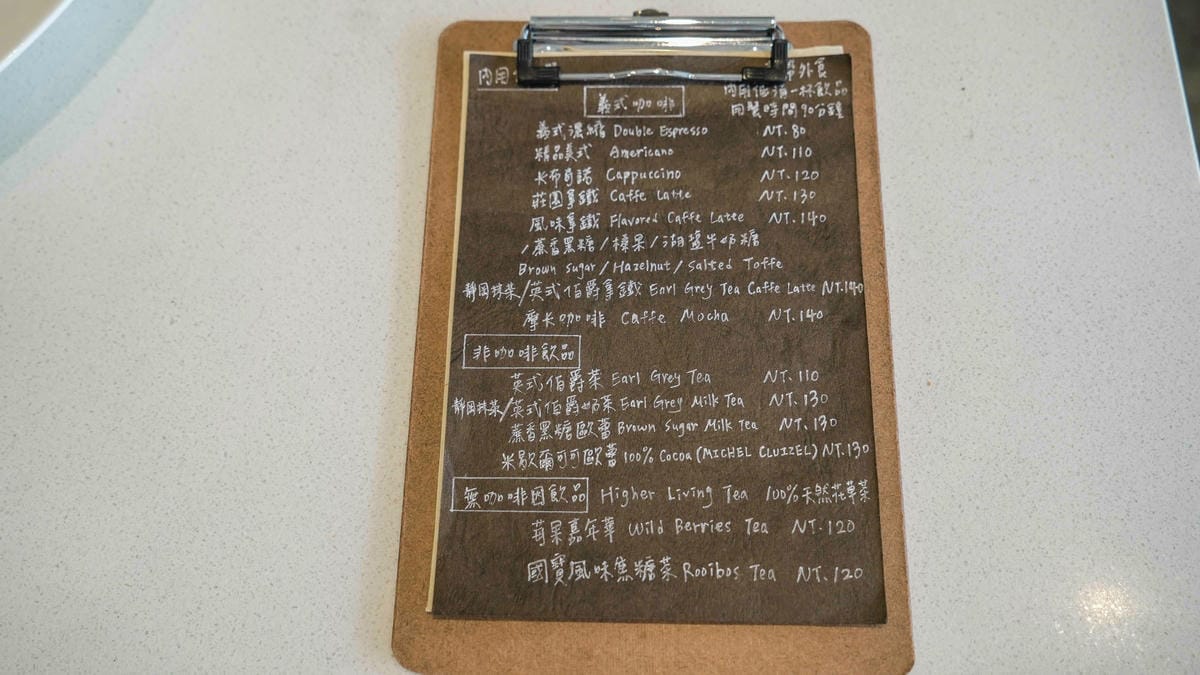 內用
外食
內用低消一杯飲品
用餐時間90分鐘
義式咖啡
義式濃縮 Double Espresso NT.80
精品美式 Americano NT.110
卡布奇諾 Cappuccino NT.120
莊園拿鐵 Caffe Latte NT.130
風味拿鐵 Flavored Caffe Latte NT.140
/蔗香黑糖/榛果/海鹽牛奶糖
Brown Sugar/Hazelnut/Salted Toffe
靜岡抹茶/英式伯爵拿鐵 Earl Grey Tea Caffe Latte NT.140
摩卡咖啡 Caffe Mocha NT.140
非咖啡飲品
英式伯爵茶 Earl Grey Tea NT.110
靜岡抹茶/英式伯爵奶茶 Earl Grey Milk Tea NT.130
蔗香黑糖歐蕾 Brown Sugar Milk Tea NT.130
米歇爾可可歐蕾 100% Cocoa (MICHEL CLUIZEL) NT.130
無咖啡因飲品 Higher Living Tea 100%天然花草茶
莓果嘉年華 Wild Berries Tea NT.120
國寶風味焦糖茶 Rooibos Tea NT.120